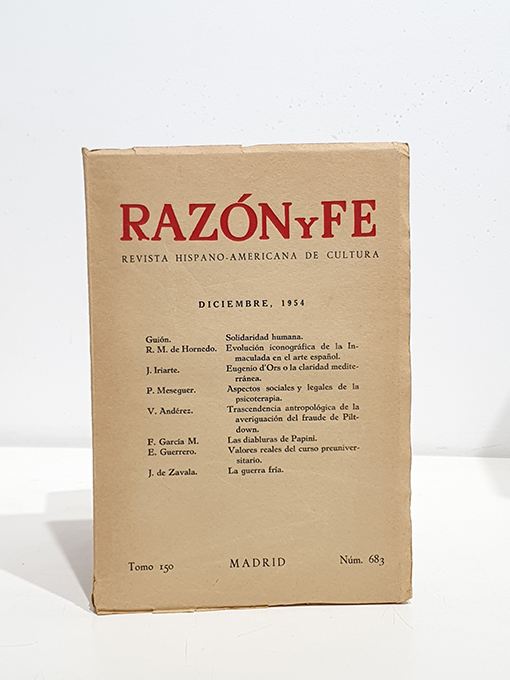 RAZÓN Y FE
REVISTA HISPANO-AMERICANA DE CULTURA
DICIEMBRE, 1954
Guión. Solidaridad humana.
R. M. de Hornedo. Evolución iconográfica de la In-
maculada en el arte español.
J. Iriarte. Eugenio d'Ors o la claridad medite-
rránea.
P. Meseguer. Aspectos sociales y legales de la
psicoterapia.
V. Andérez. Trascendencia antropológica de la
averiguación del fraude de Pilt-
down.
F. García M. Las diabluras de Papini.
E. Guerrero. Valores reales del curso preuniver-
sitario.
J. de Zavala. La guerra fría.
Tomo 150 MADRID Núm. 683